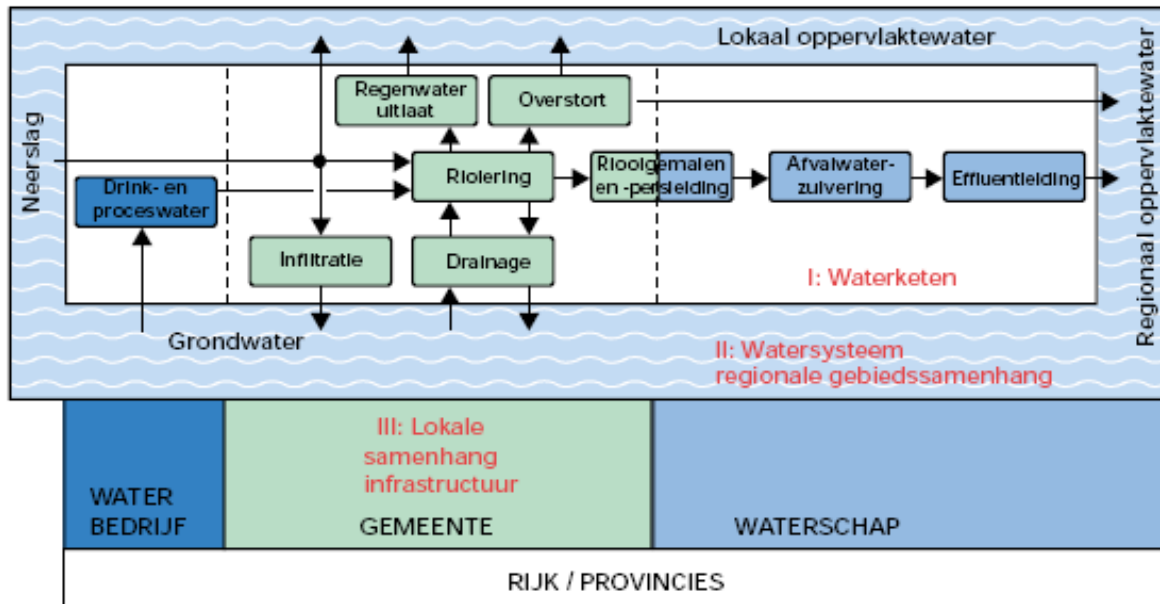 Lokaal oppervlaktewater
Regionaal oppervlaktewater
Neerslag
Regenwater
uitlaat
Overstort
Drink- en
proceswater
Riolering
Rioolgemalen
en -persleiding
Afvalwater-
zuivering
Effluentleiding
Infiltratie
Drainage
I: Waterketen
Grondwater
II: Watersysteem
regionale gebiedssamenhang
III: Lokale
samenhang
infrastructuur
WATER
BEDRIJF
GEMEENTE
WATERSCHAP
RIJK / PROVINCIES